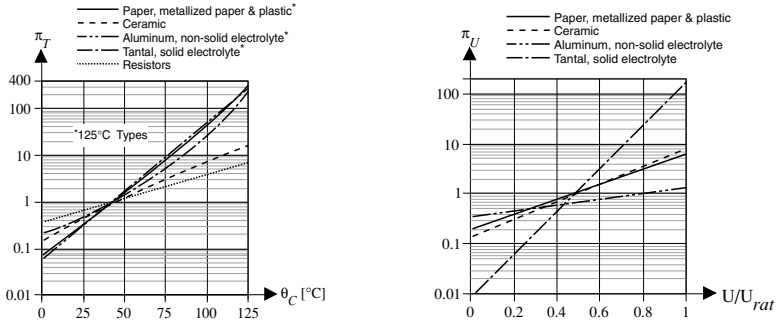 Paper, metallized paper & plastic*
Ceramic
Aluminum, non-solid electrolyte*
Tantal, solid electrolyte*
Resistors
π_T
400
100
10
1
0.1
0.01
*125°C Types
0 25 50 75 100 125
θ_C [°C]
Paper, metallized paper & plastic
Ceramic
Aluminum, non-solid electrolyte
Tantal, solid electrolyte
π_U
100
10
1
0.1
0.01
0 0.2 0.4 0.6 0.8 1
U/U_rat